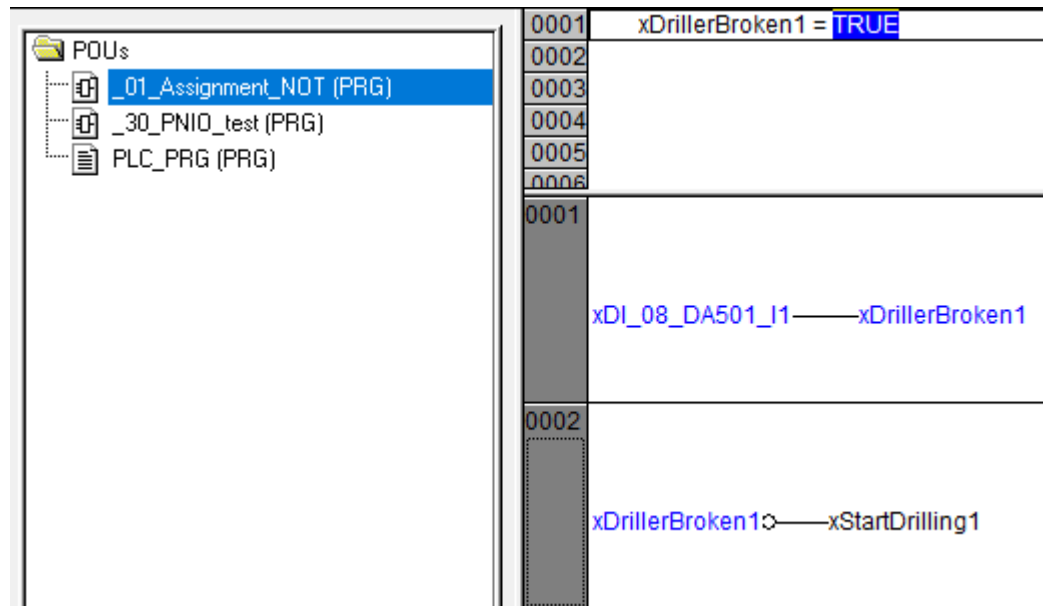 POUs
_01_Assignment_NOT (PRG)
_30_PNIO_test (PRG)
PLC_PRG (PRG)
0001 xDrillerBroken1 = TRUE
0002
0003
0004
0005
0006
0001
xDI_08_DA501_I1 xDrillerBroken1
0002
xDrillerBroken1 xStartDrilling1